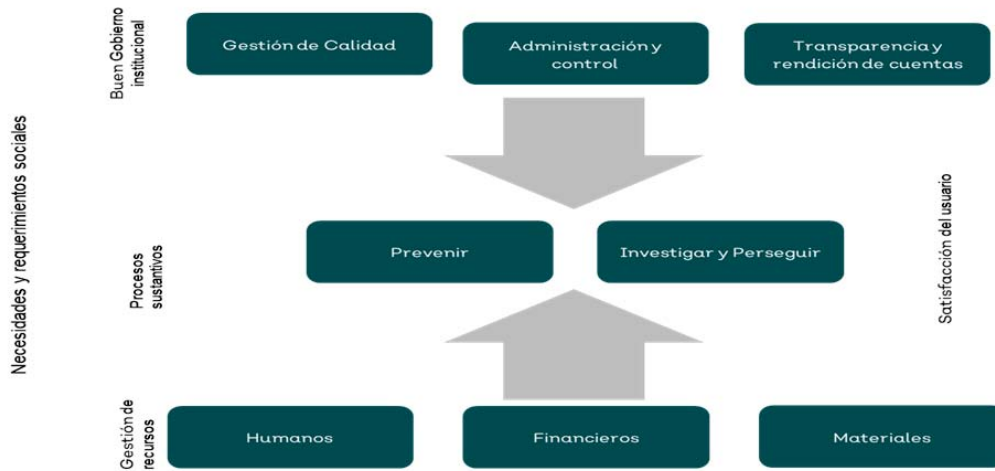 Necesidades y requerimientos sociales
Buen Gobierno
institucional
Gestión de Calidad
Administración y
control
Transparencia y
rendición de cuentas
Procesos
sustantivos
Prevenir
Investigar y Perseguir
Gestión de
recursos
Humanos
Financieros
Materiales
Satisfacción del usuario